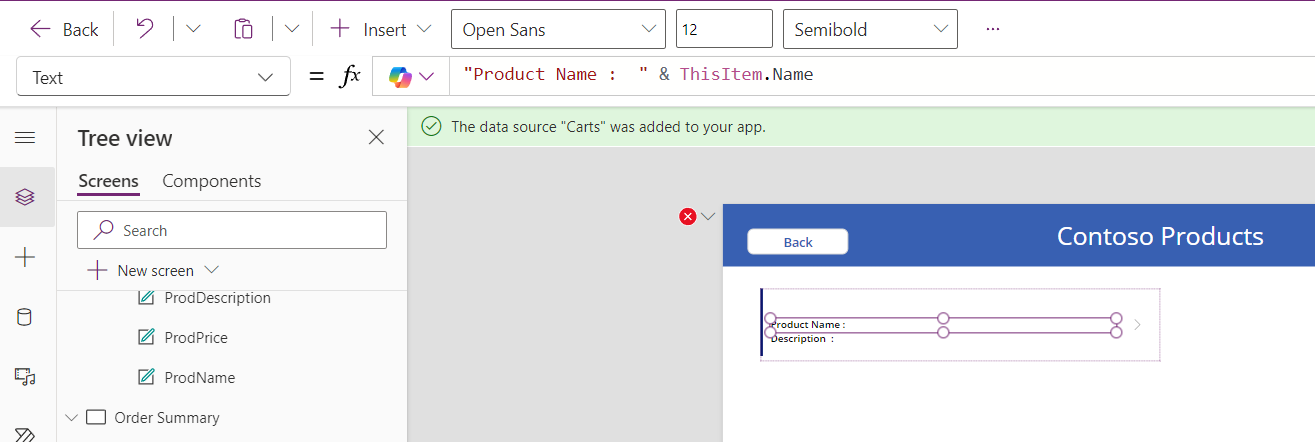 Back
Insert
Open Sans
12
Semibold
...
Text
= fx
"Product Name :  " & ThisItem.Name
Tree view
The data source "Carts" was added to your app.
Screens
Components
Search
New screen
ProdDescription
ProdPrice
ProdName
Order Summary
Back
Contoso Products
Product Name :
Description :